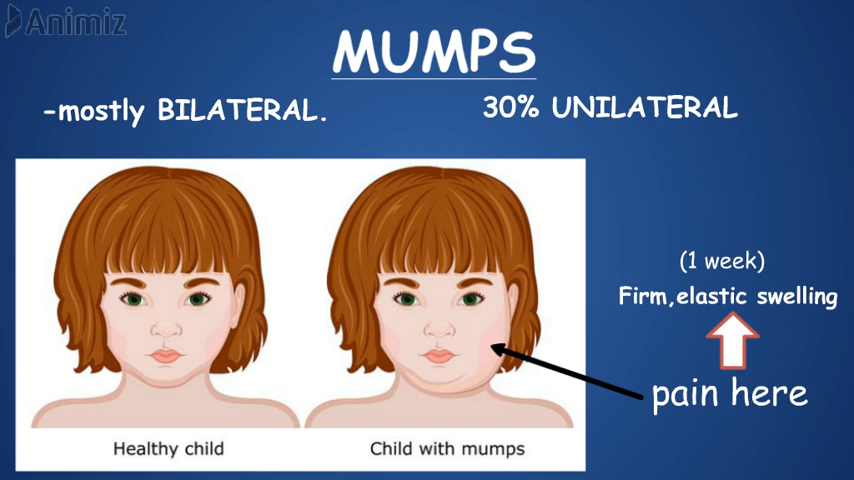 Animiz
MUMPS
-mostly BILATERAL.
30% UNILATERAL
(1 week)
Firm,elastic swelling
pain here
Healthy child
Child with mumps